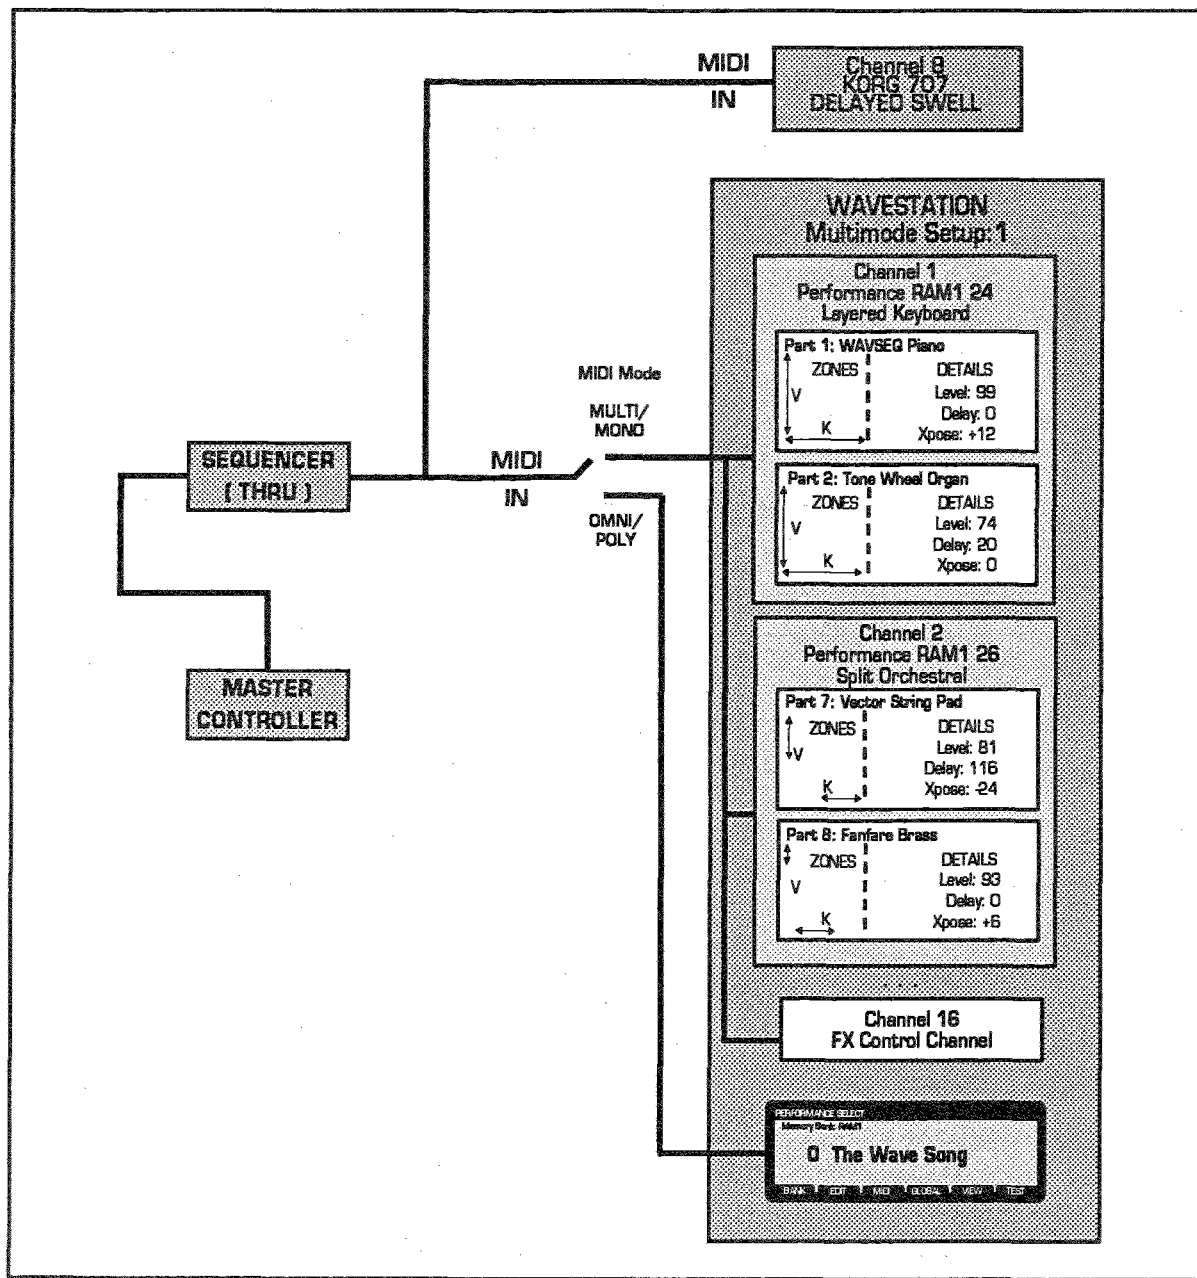 MIDI
IN
Channel 8
KORG 707
DELAYED SWELL
WAVESTATION
Multimode Setup: 1
Channel 1
Performance RAM1 24
Layered Keyboard
Part 1: WAVSEQ Piano
ZONES
V
K
DETAILS
Level: 99
Delay: 0
Xpose: +12
Part 2: Tone Wheel Organ
ZONES
V
K
DETAILS
Level: 74
Delay: 20
Xpose: 0
MIDI Mode
MULTI/
MONO
MIDI
IN
OMNI/
POLY
SEQUENCER
( THRU )
MASTER
CONTROLLER
Channel 2
Performance RAM1 26
Split Orchestral
Part 7: Vector String Pad
ZONES
V
K
DETAILS
Level: 81
Delay: 116
Xpose: -24
Part 8: Fanfare Brass
ZONES
V
K
DETAILS
Level: 93
Delay: 0
Xpose: +6
. . .
Channel 16
FX Control Channel
PERFORMANCE SELECT
Memory Bank: RAM1
0 The Wave Song
BANK EDIT MIDI GLOBAL VIEW TEST